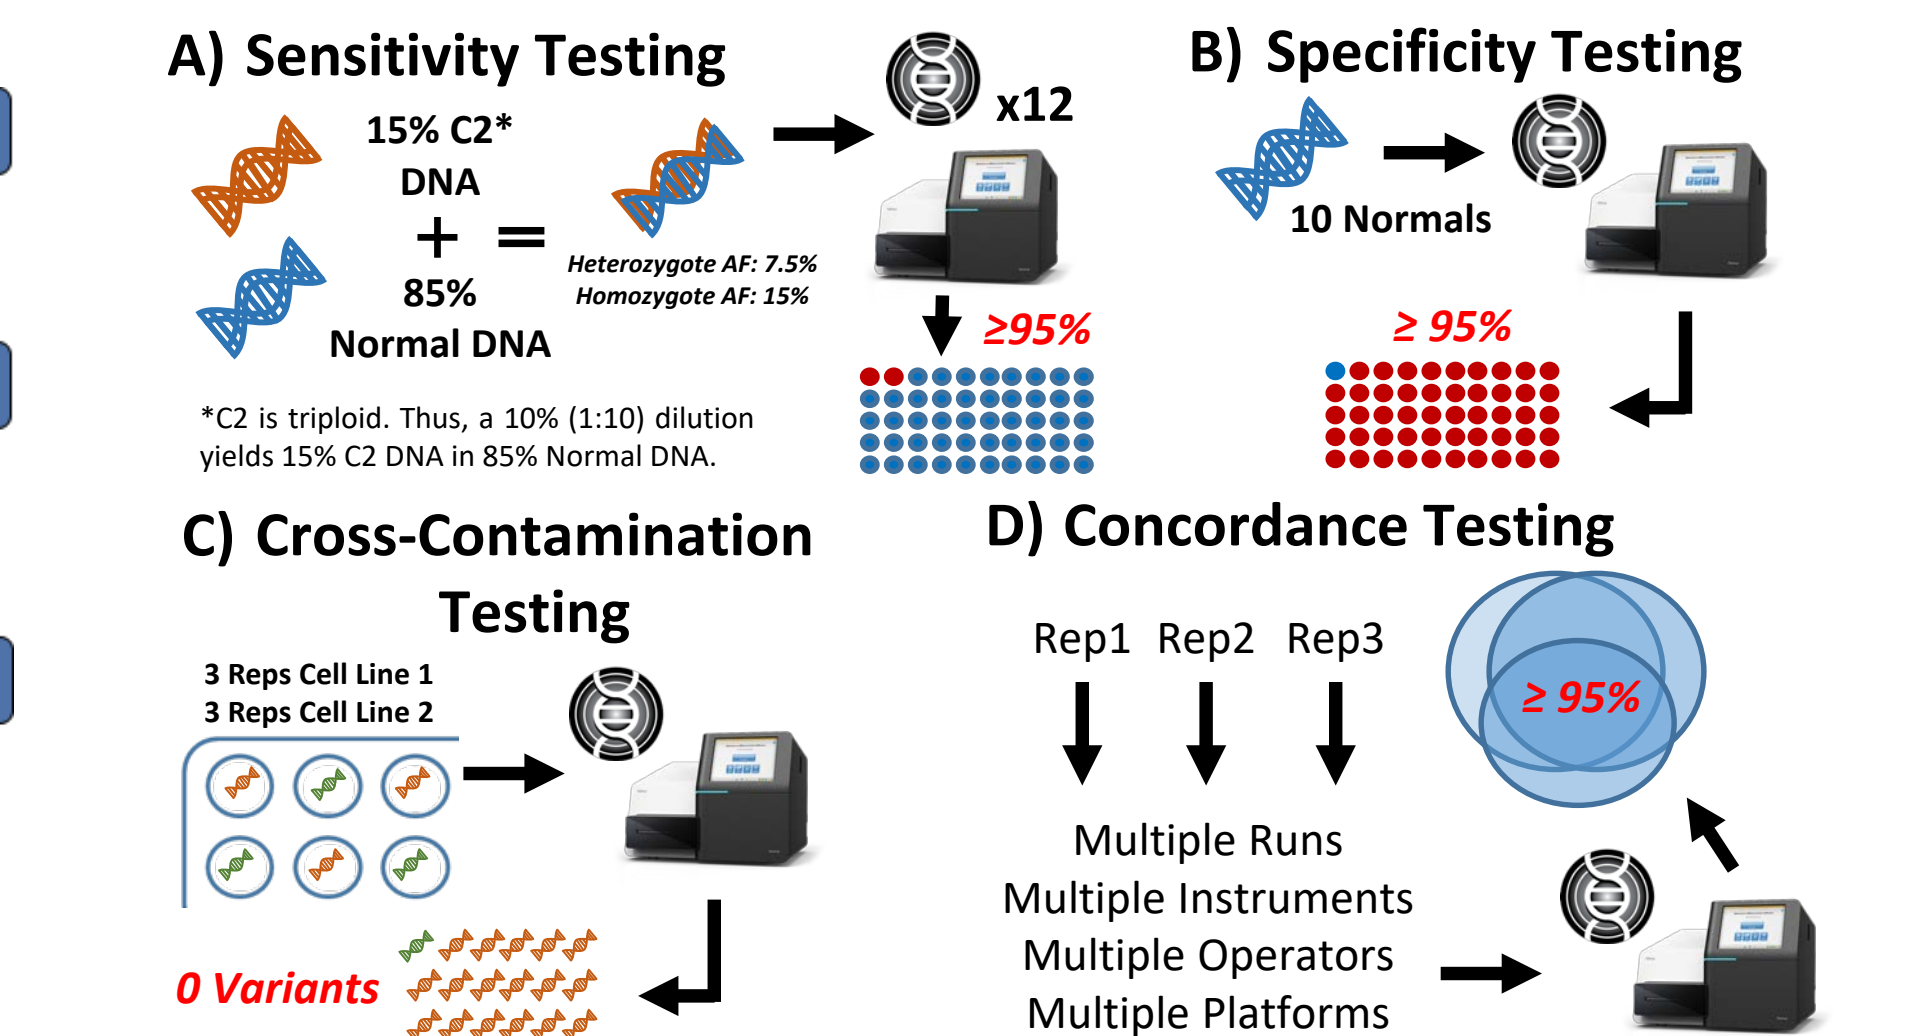 A) Sensitivity Testing
15% C2*
DNA
+ =
85%
Normal DNA
Heterozygote AF: 7.5%
Homozygote AF: 15%
x12
≥95%
*C2 is triploid. Thus, a 10% (1:10) dilution
yields 15% C2 DNA in 85% Normal DNA.
B) Specificity Testing
10 Normals
≥ 95%
C) Cross-Contamination
Testing
3 Reps Cell Line 1
3 Reps Cell Line 2
0 Variants
D) Concordance Testing
Rep1 Rep2 Rep3
Multiple Runs
Multiple Instruments
Multiple Operators
Multiple Platforms
≥ 95%